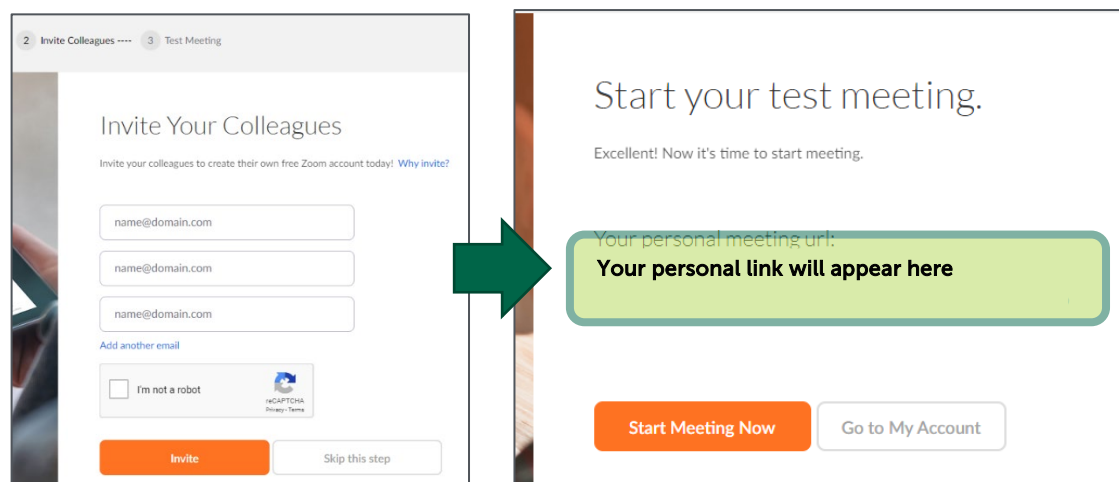 2 Invite Colleagues ---- 3 Test Meeting
Invite Your Colleagues
Invite your colleagues to create their own free Zoom account today! Why invite?
name@domain.com
name@domain.com
name@domain.com
Add another email
I'm not a robot
reCAPTCHA
Privacy - Terms
Invite Skip this step
Start your test meeting.
Excellent! Now it's time to start meeting.
Your personal meeting url:
Your personal link will appear here
Start Meeting Now Go to My Account